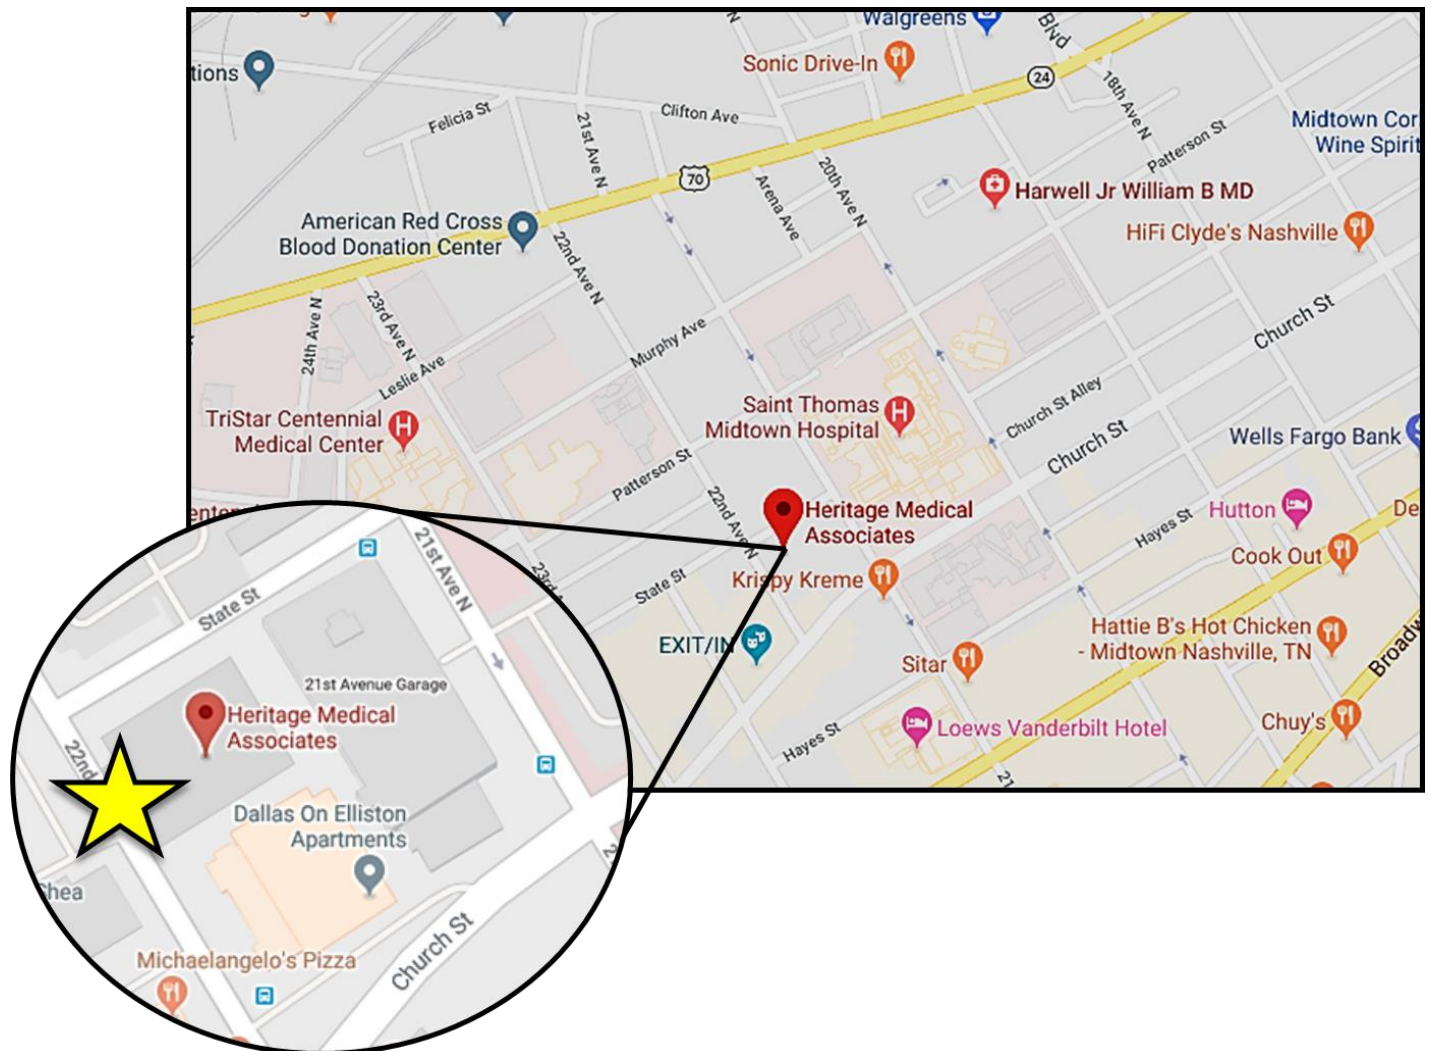 Walgreens
Blvd
Sonic Drive-In
24
tions
18th Ave N
Felicia St
Clifton Ave
21st Ave N
Midtown Cor
Wine Spirit
Patterson St
70
Arena Ave
20th Ave N
Harwell Jr William B MD
American Red Cross
Blood Donation Center
HiFi Clyde's Nashville
22nd Ave N
24th Ave N
23rd Ave N
Church St
Murphy Ave
Leslie Ave
TriStar Centennial
Medical Center
Saint Thomas
Midtown Hospital
Church St Alley
Church St
Wells Fargo Bank
Patterson St
22nd Ave N
Heritage Medical
Associates
Hutton
De
Hayes St
Cook Out
Krispy Kreme
State St
EXIT/IN
Hattie B's Hot Chicken
- Midtown Nashville, TN
Sitar
Broadw
Loews Vanderbilt Hotel
Chuy's
Hayes St
21
21st Ave N
State St
21st Avenue Garage
Heritage Medical
Associates
22nd
Dallas On Elliston
Apartments
Shea
Church St
Michaelangelo's Pizza